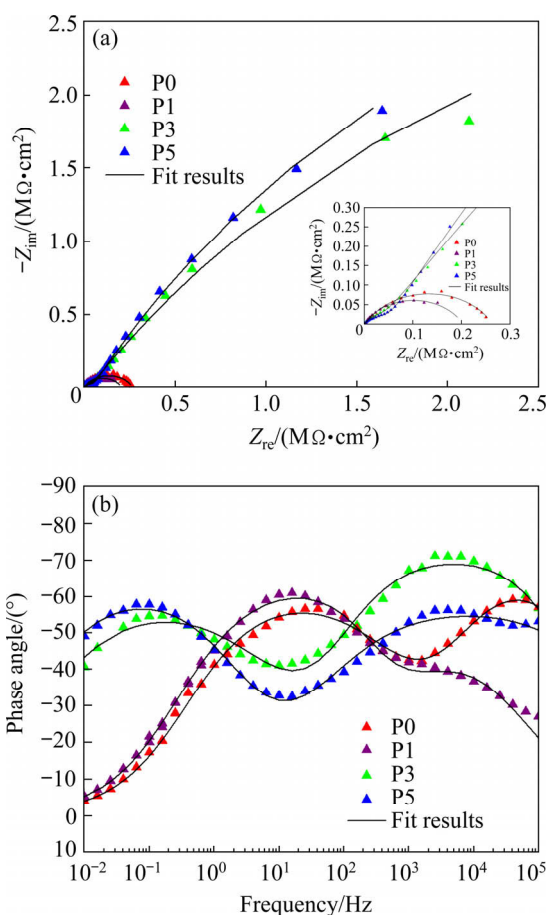 (a)
P0
P1
P3
P5
Fit results
−Zim/(MΩ•cm²)
2.5
2.0
1.5
1.0
0.5
0
0.5
1.0
1.5
2.0
2.5
Zre/(MΩ•cm²)
−Zim/(MΩ•cm²)
0.30
0.25
0.20
0.15
0.10
0.05
0
0
0.1
0.2
0.3
Zre/(MΩ•cm²)
P0
P1
P3
P5
Fit results
(b)
Phase angle/(°)
−90
−80
−70
−60
−50
−40
−30
−20
−10
0
10
P0
P1
P3
P5
Fit results
10⁻² 10⁻¹ 10⁰ 10¹ 10² 10³ 10⁴ 10⁵
Frequency/Hz